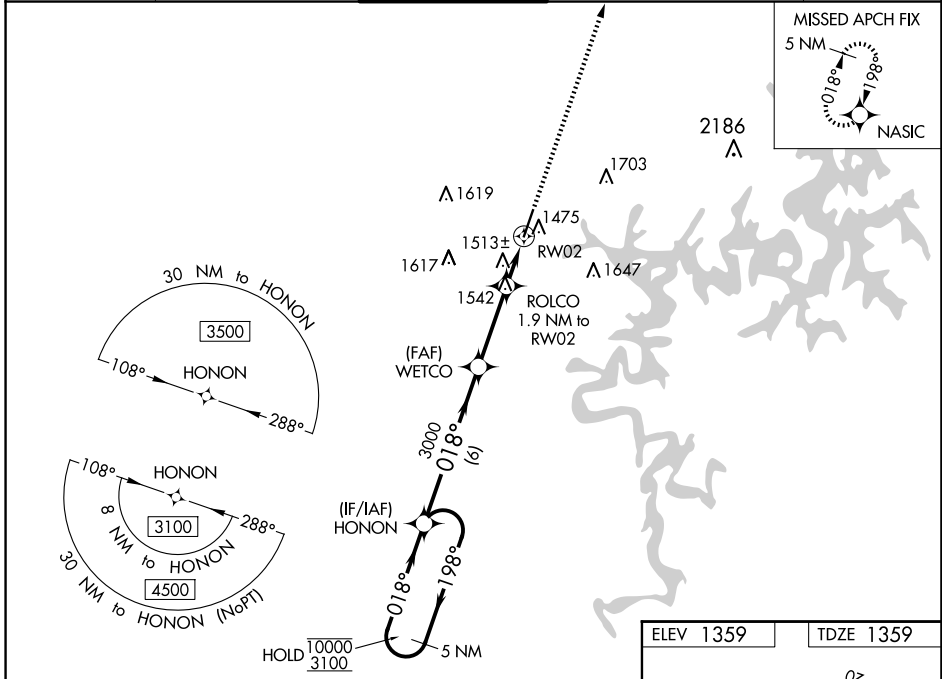 MISSED APCH FIX
5 NM
018°
198°
NASIC
2186
1703
1619
1475
1513±
RW02
1617
1647
1542
ROLCO
1.9 NM to
RW02
30 NM to HONON
3500
108°
HONON
288°
(FAF)
WETCO
3000
018°
(6)
108°
HONON
288°
3100
8 NM to HONON
4500
30 NM to HONON (NoPT)
(IF/IAF)
HONON
018°
198°
HOLD 10000
3100
5 NM
ELEV 1359
TDZE 1359